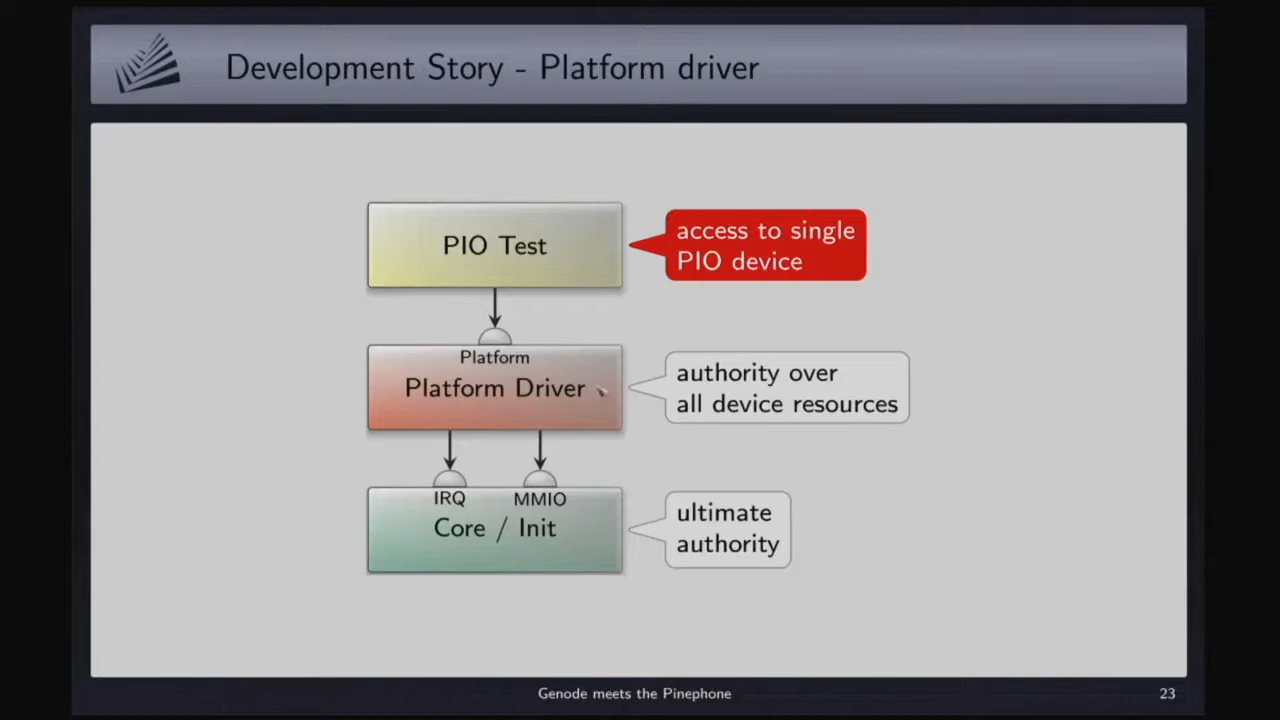 Development Story - Platform driver
PIO Test
access to single
PIO device
Platform
Platform Driver
authority over
all device resources
IRQ
MMIO
Core / Init
ultimate
authority
Genode meets the Pinephone
23